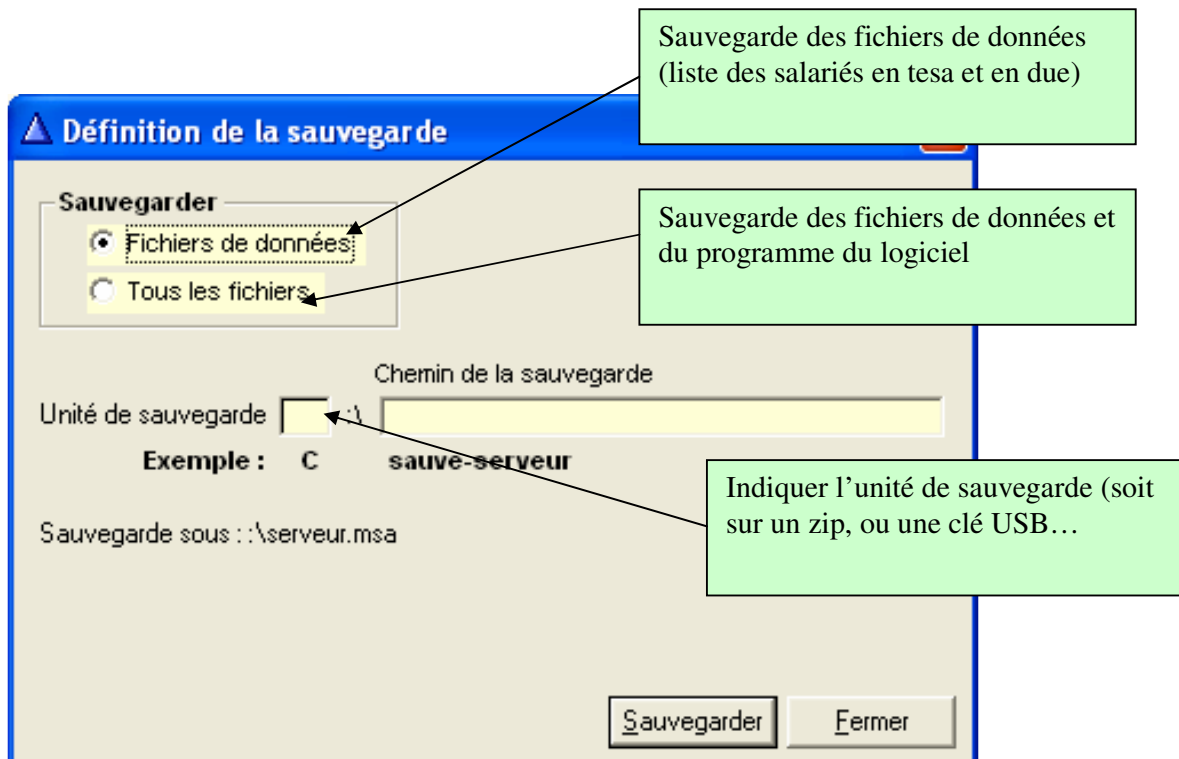 Sauvegarde des fichiers de données
(liste des salariés en tesa et en due)
Définition de la sauvegarde
Sauvegarder
Fichiers de données
Tous les fichiers
Sauvegarde des fichiers de données et
du programme du logiciel
Chemin de la sauvegarde
Unité de sauvegarde :\
Exemple : C sauve-serveur
Indiquer l’unité de sauvegarde (soit
sur un zip, ou une clé USB…
Sauvegarde sous : :\serveur.msa
Sauvegarder Fermer